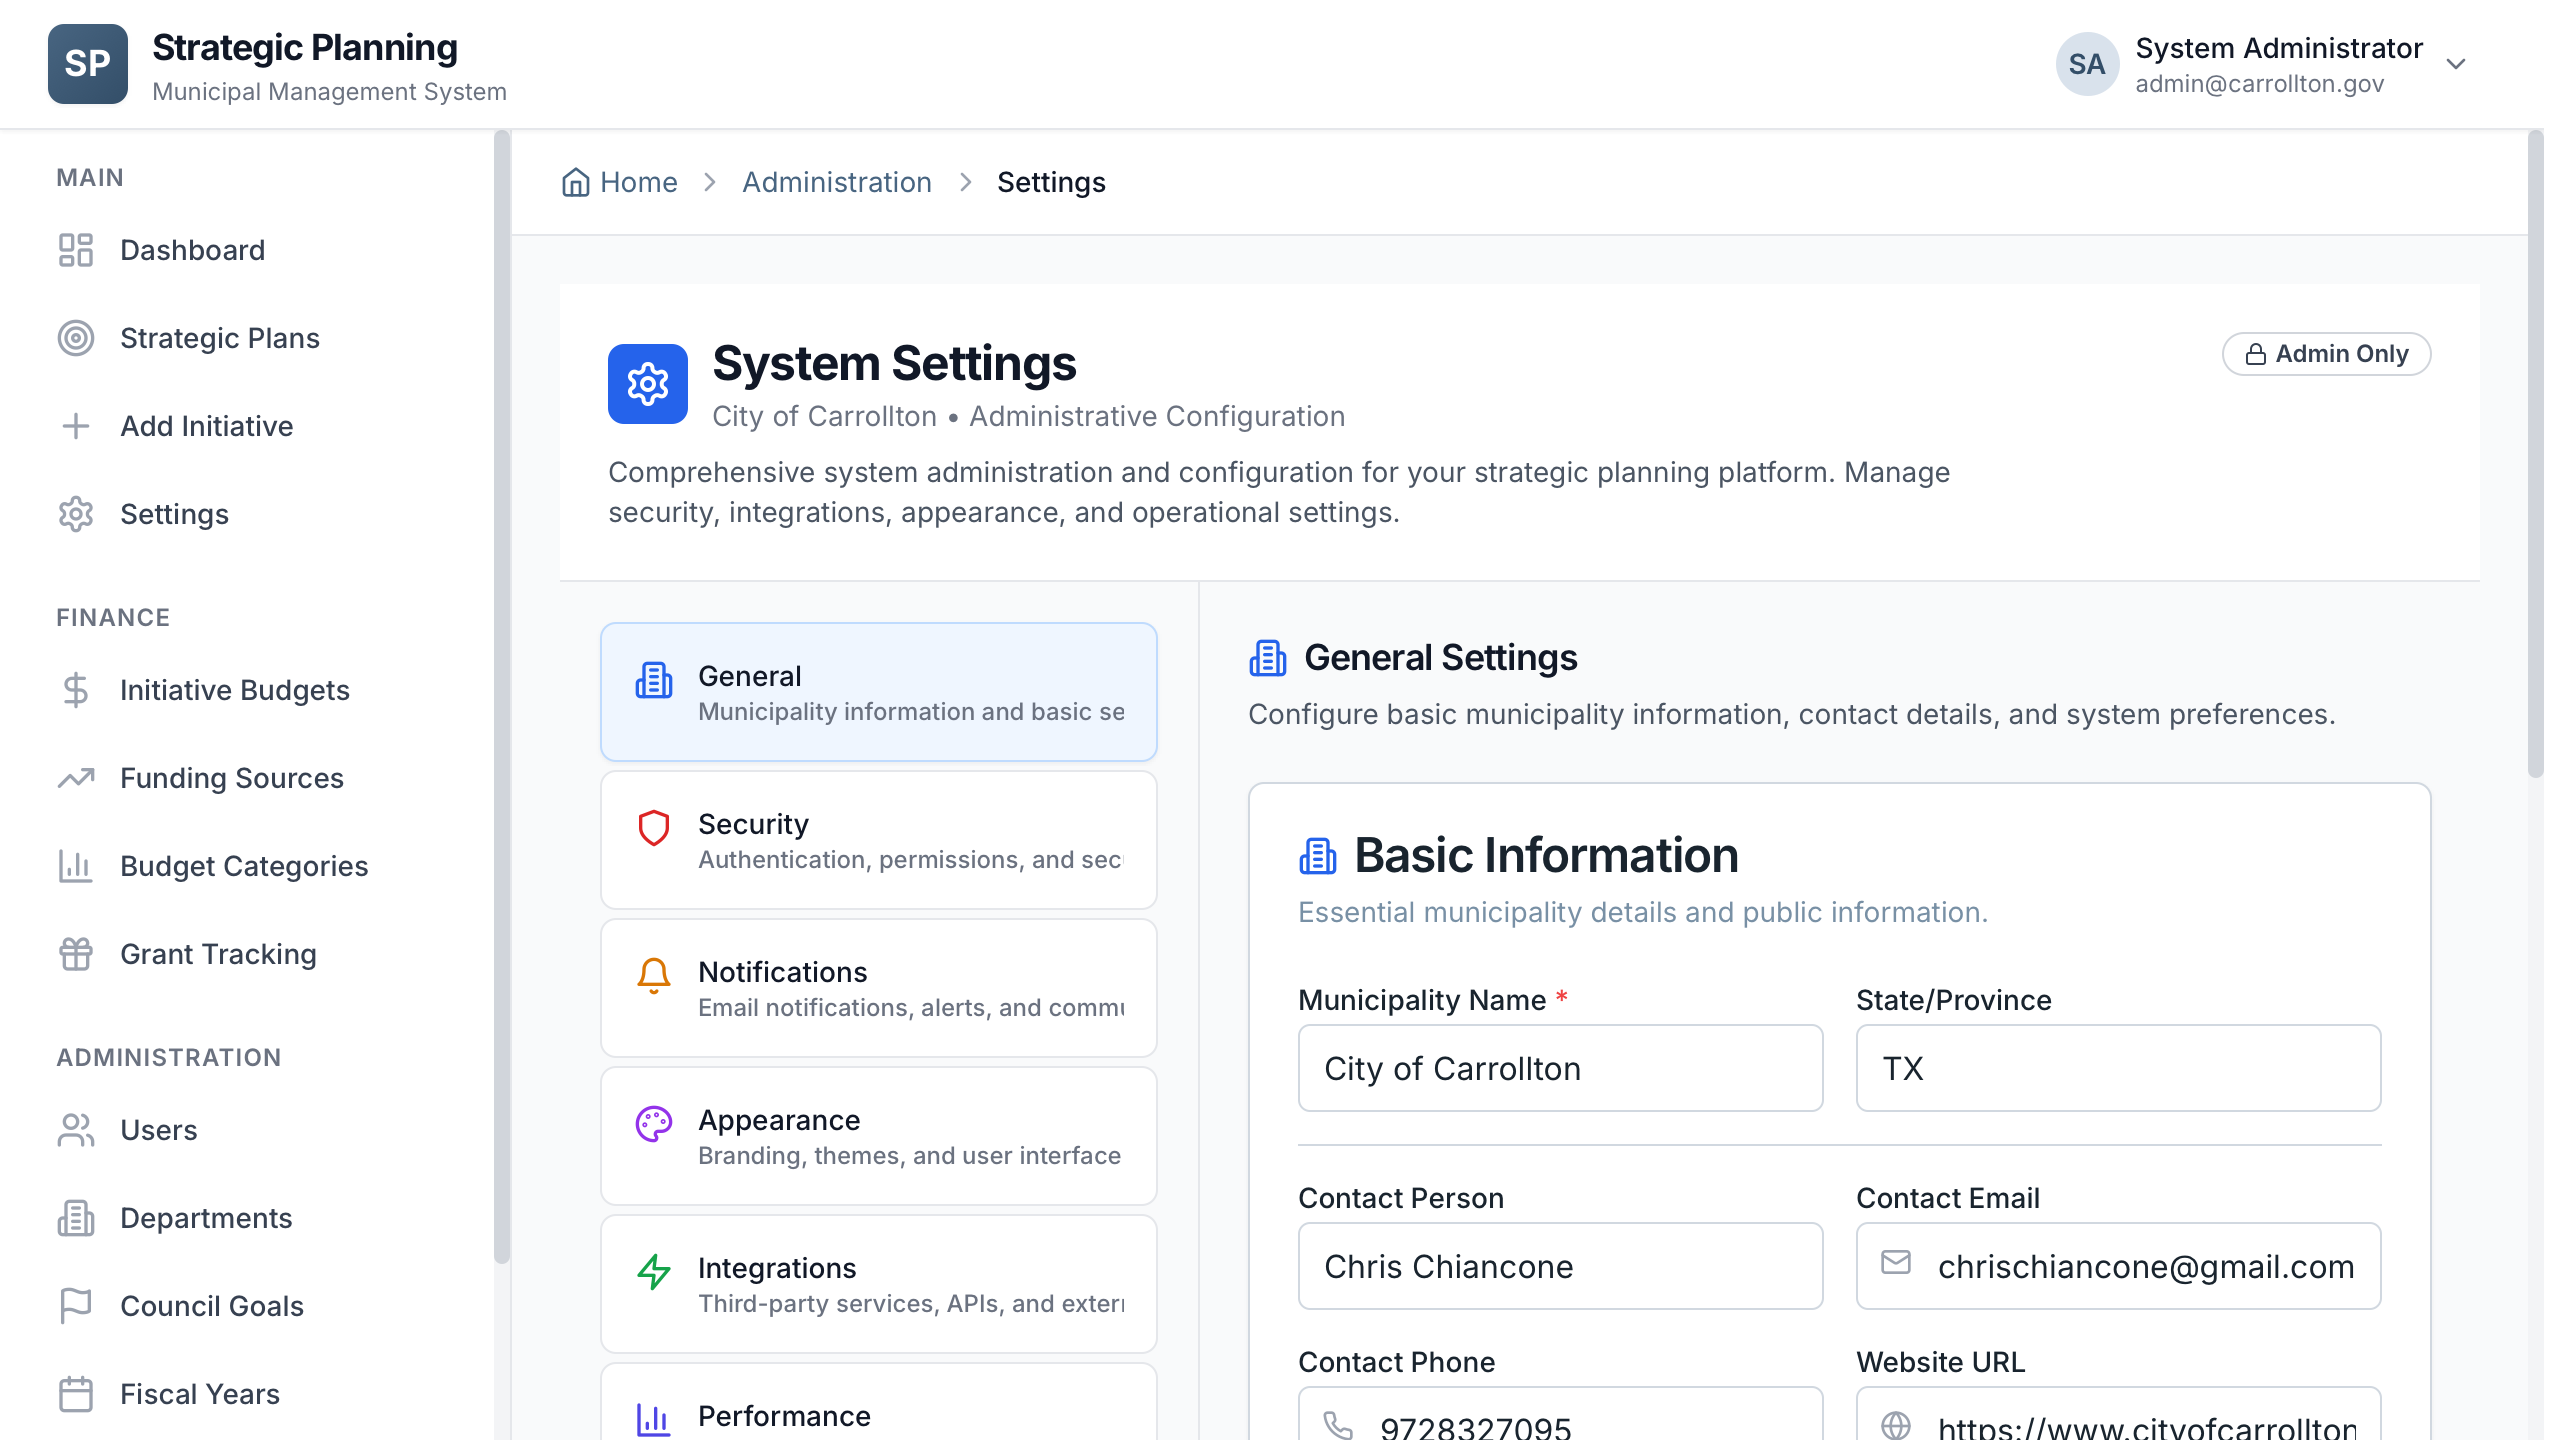 SP
Strategic Planning
Municipal Management System
SA
System Administrator
admin@carrollton.gov
MAIN
Dashboard
Strategic Plans
Add Initiative
Settings
FINANCE
Initiative Budgets
Funding Sources
Budget Categories
Grant Tracking
ADMINISTRATION
Users
Departments
Council Goals
Fiscal Years
Home
Administration
Settings
System Settings
City of Carrollton • Administrative Configuration
Admin Only
Comprehensive system administration and configuration for your strategic planning platform. Manage
security, integrations, appearance, and operational settings.
General
Municipality information and basic se
Security
Authentication, permissions, and sec
Notifications
Email notifications, alerts, and comm
Appearance
Branding, themes, and user interface
Integrations
Third-party services, APIs, and exter
Performance
General Settings
Configure basic municipality information, contact details, and system preferences.
Basic Information
Essential municipality details and public information.
Municipality Name *
City of Carrollton
State/Province
TX
Contact Person
Chris Chiancone
Contact Email
chrischiancone@gmail.com
Contact Phone
9728327095
Website URL
https://www.cityofcarrollton